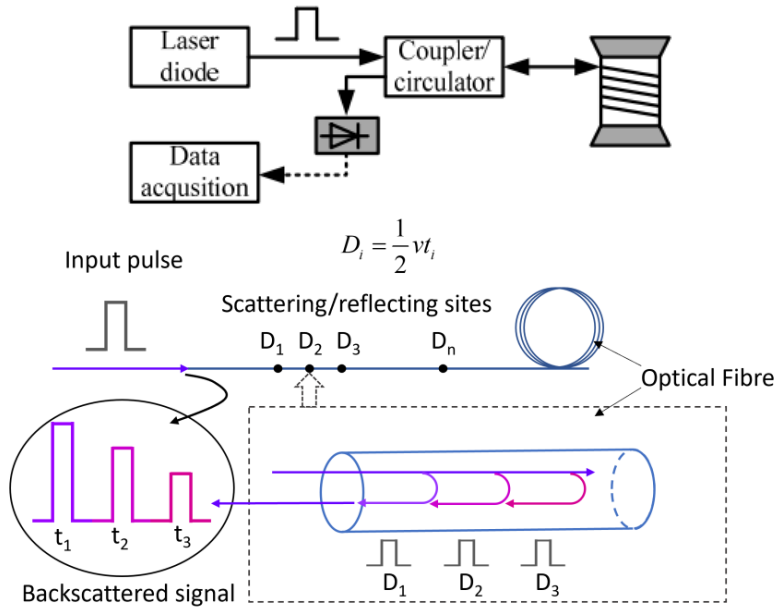 Laser
diode
Coupler/
circulator
Data
acqusition
D_i = \frac{1}{2} v t_i
Input pulse
Scattering/reflecting sites
D₁ D₂ D₃ Dₙ
Optical Fibre
t₁ t₂ t₃
D₁ D₂ D₃
Backscattered signal